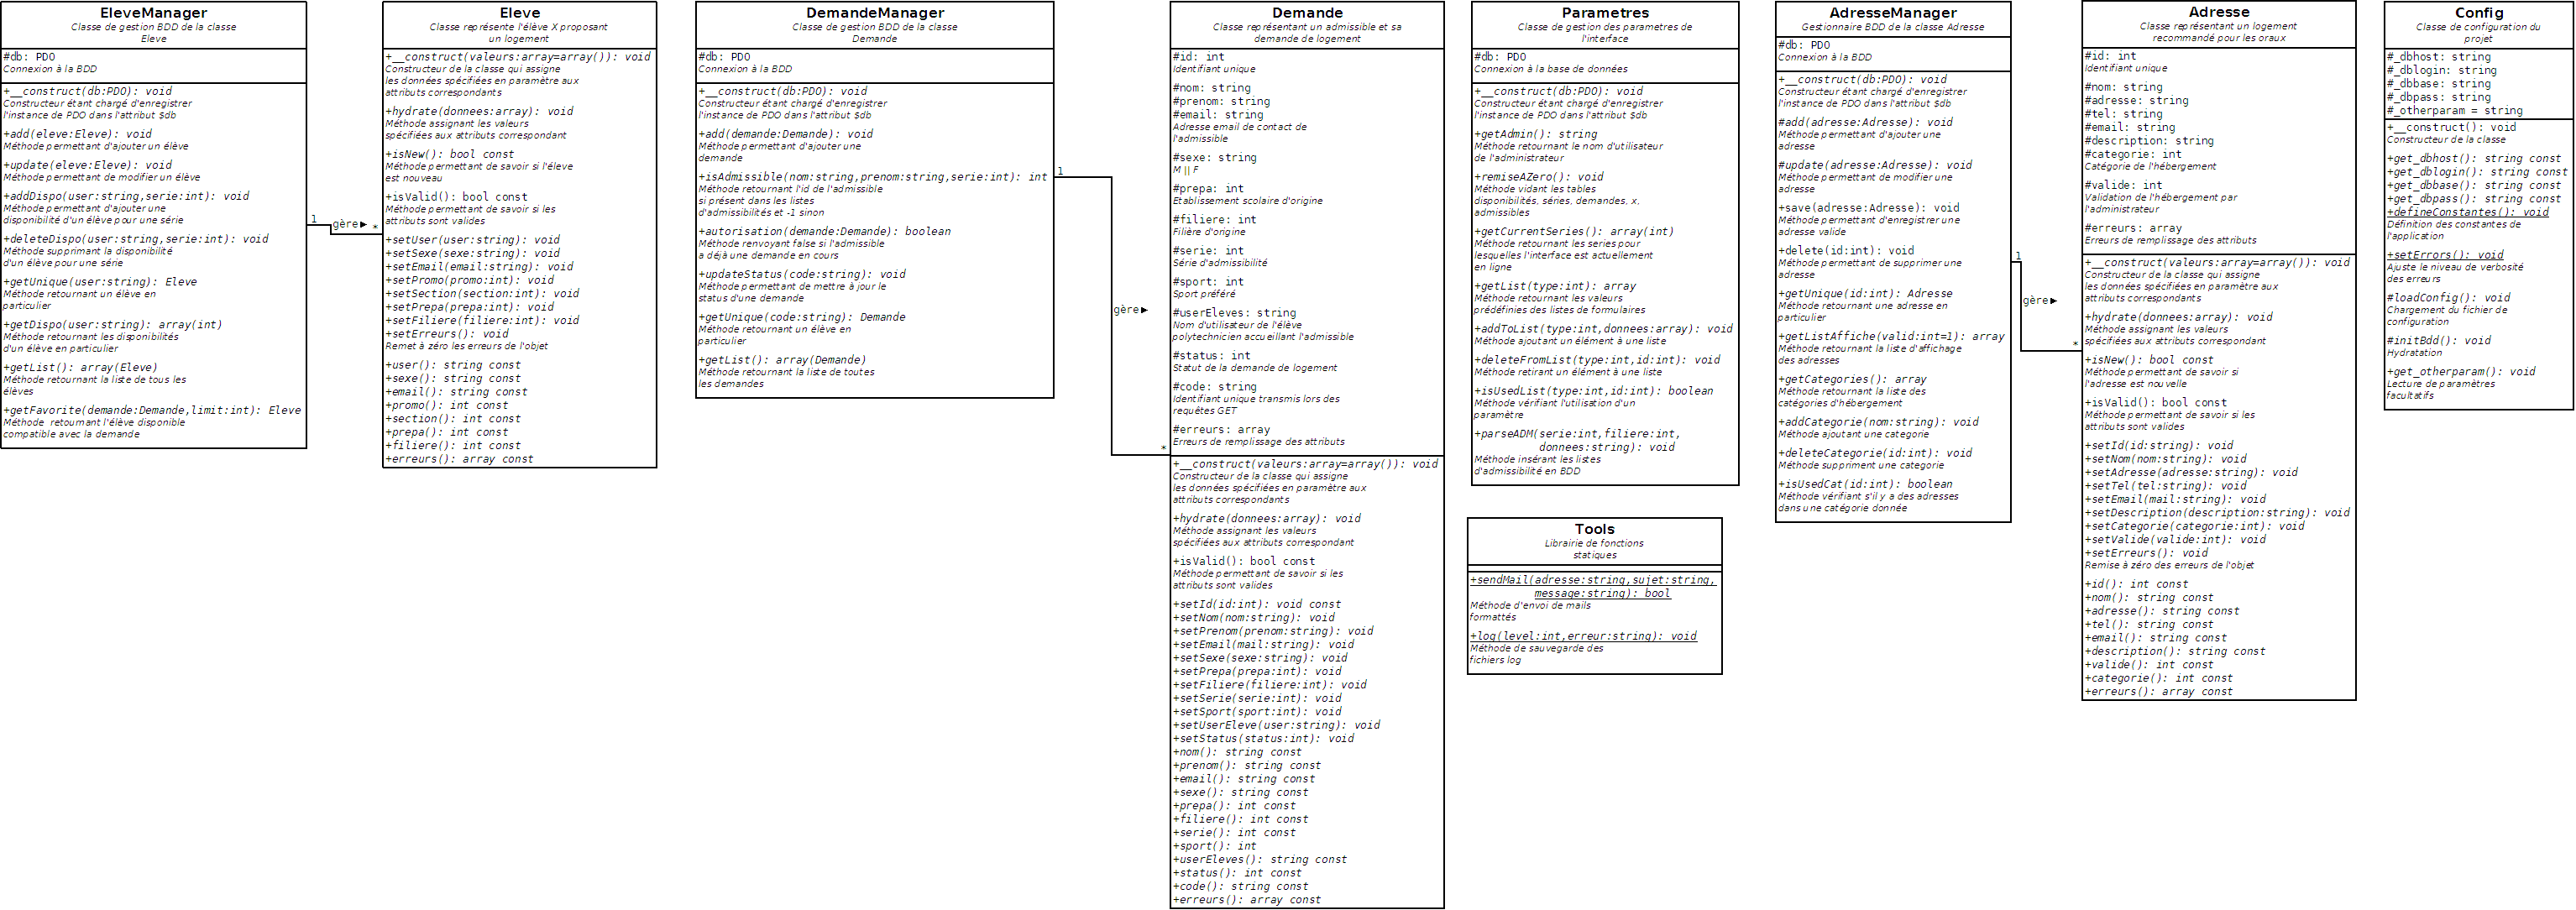 EleveManager
Classe de gestion BDD de la classe
Eleve
#db: PDO
Connexion à la BDD
+__construct(db:PDO): void
Constructeur étant chargé d'enregistrer
l'instance de PDO dans l'attribut $db
+add(eleve:Eleve): void
Méthode permettant d'ajouter un élève
+update(eleve:Eleve): void
Méthode permettant de modifier un élève
+addDispo(user:string,serie:int): void
Méthode permettant d'ajouter une
disponibilité d'un élève pour une série
+deleteDispo(user:string,serie:int): void
Méthode supprimant la disponibilité
d'un élève pour une série
+getUnique(user:string): Eleve
Méthode retournant un élève en
particulier
+getDispo(user:string): array(int)
Méthode retournant les disponibilités
d'un élève en particulier
+getList(): array(Eleve)
Méthode retournant la liste de tous les
élèves
+getFavorite(demande:Demande,limit:int): Eleve
Méthode  retournant l'élève disponible
compatible avec la demande
1
gère
*
Eleve
Classe représente l'élève X proposant
un logement
+__construct(valeurs:array=array()): void
Constructeur de la classe qui assigne
les données spécifiées en paramètre aux
attributs correspondants
+hydrate(donnees:array): void
Méthode assignant les valeurs
spécifiées aux attributs correspondant
+isNew(): bool const
Méthode permettant de savoir si l'éleve
est nouveau
+isValid(): bool const
Méthode permettant de savoir si les
attributs sont valides
+setUser(user:string): void
+setSexe(sexe:string): void
+setEmail(email:string): void
+setPromo(promo:int): void
+setSection(section:int): void
+setPrepa(prepa:int): void
+setFiliere(filiere:int): void
+setErreurs(): void
Remet à zéro les erreurs de l'objet
+user(): string const
+sexe(): string const
+email(): string const
+promo(): int const
+section(): int const
+prepa(): int const
+filiere(): int const
+erreurs(): array const
DemandeManager
Classe de gestion BDD de la classe
Demande
#db: PDO
Connexion à la BDD
+__construct(db:PDO): void
Constructeur étant chargé d'enregistrer
l'instance de PDO dans l'attribut $db
+add(demande:Demande): void
Méthode permettant d'ajouter une
demande
+isAdmissible(nom:string,prenom:string,serie:int): int
Méthode retournant l'id de l'admissible
si présent dans les listes
d'admissibilités et -1 sinon
+autorisation(demande:Demande): boolean
Méthode renvoyant false si l'admissible
a déjà une demande en cours
+updateStatus(code:string): void
Méthode permettant de mettre à jour le
status d'une demande
+getUnique(code:string): Demande
Méthode retournant un élève en
particulier
+getList(): array(Demande)
Méthode retournant la liste de toutes
les demandes
1
gère
*
Demande
Classe représentant un admissible et sa
demande de logement
#id: int
Identifiant unique
#nom: string
#prenom: string
#email: string
Adresse email de contact de
l'admissible
#sexe: string
M || F
#prepa: int
Etablissement scolaire d'origine
#filiere: int
Filière d'origine
#serie: int
Série d'admissibilité
#sport: int
Sport préféré
#userEleves: string
Nom d'utilisateur de l'élève
polytechnicien accueillant l'admissible
#status: int
Statut de la demande de logement
#code: string
Identifiant unique transmis lors des
requêtes GET
#erreurs: array
Erreurs de remplissage des attributs
+__construct(valeurs:array=array()): void
Constructeur de la classe qui assigne
les données spécifiées en paramètre aux
attributs correspondants
+hydrate(donnees:array): void
Méthode assignant les valeurs
spécifiées aux attributs correspondant
+isValid(): bool const
Méthode permettant de savoir si les
attributs sont valides
+setId(id:int): void const
+setNom(nom:string): void
+setPrenom(prenom:string): void
+setEmail(mail:string): void
+setSexe(sexe:string): void
+setPrepa(prepa:int): void
+setFiliere(filiere:int): void
+setSerie(serie:int): void
+setSport(sport:int): void
+setUserEleve(user:string): void
+setStatus(status:int): void
+nom(): string const
+prenom(): string const
+email(): string const
+sexe(): string const
+prepa(): int const
+filiere(): int const
+serie(): int const
+sport(): int
+userEleves(): string const
+status(): int const
+code(): string const
+erreurs(): array const
Parametres
Classe de gestion des parametres de
l'interface
#db: PDO
Connexion à la base de données
+__construct(db:PDO): void
Constructeur étant chargé d'enregistrer
l'instance de PDO dans l'attribut $db
+getAdmin(): string
Méthode retournant le nom d'utilisateur
de l'administrateur
+remiseAZero(): void
Méthode vidant les tables
disponibilités, séries, demandes, x,
admissibles
+getCurrentSeries(): array(int)
Méthode retournant les series pour
lesquelles l'interface est actuellement
en ligne
+getList(type:int): array
Méthode retournant les valeurs
prédéfinies des listes de formulaires
+addToList(type:int,donnees:array): void
Méthode ajoutant un élément à une liste
+deleteFromList(type:int,id:int): void
Méthode retirant un élément à une liste
+isUsedList(type:int,id:int): boolean
Méthode vérifiant l'utilisation d'un
paramètre
+parseADM(serie:int,filiere:int,
donnees:string): void
Méthode insérant les listes
d'admissibilité en BDD
Tools
Librairie de fonctions
statiques
+sendMail(adresse:string,sujet:string,
message:string): bool
Méthode d'envoi de mails
formattés
+log(level:int,erreur:string): void
Méthode de sauvegarde des
fichiers log
AdresseManager
Gestionnaire BDD de la classe Adresse
#db: PDO
Connexion à la BDD
+__construct(db:PDO): void
Constructeur étant chargé d'enregistrer
l'instance de PDO dans l'attribut $db
#add(adresse:Adresse): void
Méthode permettant d'ajouter une
adresse
#update(adresse:Adresse): void
Méthode permettant de modifier une
adresse
+save(adresse:Adresse): void
Méthode permettant d'enregistrer une
adresse valide
+delete(id:int): void
Méthode permettant de supprimer une
adresse
+getUnique(id:int): Adresse
Méthode retournant une adresse en
particulier
+getListAffiche(valid:int=1): array
Méthode retournant la liste d'affichage
des adresses
+getCategories(): array
Méthode retournant la liste des
catégories d'hébergement
+addCategorie(nom:string): void
Méthode ajoutant une categorie
+deleteCategorie(id:int): void
Méthode suppriment une categorie
+isUsedCat(id:int): boolean
Méthode vérifiant s'il y a des adresses
dans une catégorie donnée
1
gère
*
Adresse
Classe représentant un logement
recommandé pour les oraux
#id: int
Identifiant unique
#nom: string
#adresse: string
#tel: string
#email: string
#description: string
#categorie: int
Catégorie de l'hébergement
#valide: int
Validation de l'hébergement par
l'administrateur
#erreurs: array
Erreurs de remplissage des attributs
+__construct(valeurs:array=array()): void
Constructeur de la classe qui assigne
les données spécifiées en paramètre aux
attributs correspondants
+hydrate(donnees:array): void
Méthode assignant les valeurs
spécifiées aux attributs correspondant
+isNew(): bool const
Méthode permettant de savoir si
l'adresse est nouvelle
+isValid(): bool const
Méthode permettant de savoir si les
attributs sont valides
+setId(id:string): void
+setNom(nom:string): void
+setAdresse(adresse:string): void
+setTel(tel:string): void
+setEmail(mail:string): void
+setDescription(description:string): void
+setCategorie(categorie:int): void
+setValide(valide:int): void
+setErreurs(): void
Remise à zéro des erreurs de l'objet
+id(): int const
+nom(): string const
+adresse(): string const
+tel(): string const
+email(): string const
+description(): string const
+valide(): int const
+categorie(): int const
+erreurs(): array const
Config
Classe de configuration du
projet
#_dbhost: string
#_dblogin: string
#_dbbase: string
#_dbpass: string
#_otherparam = string
+__construct(): void
Constructeur de la classe
+get_dbhost(): string const
+get_dblogin(): string const
+get_dbbase(): string const
+get_dbpass(): string const
+defineConstantes(): void
Définition des constantes de
l'application
+setErrors(): void
Ajuste le niveau de verbosité
des erreurs
#loadConfig(): void
Chargement du fichier de
configuration
#initBdd(): void
Hydratation
+get_otherparam(): void
Lecture de paramètres
facultatifs